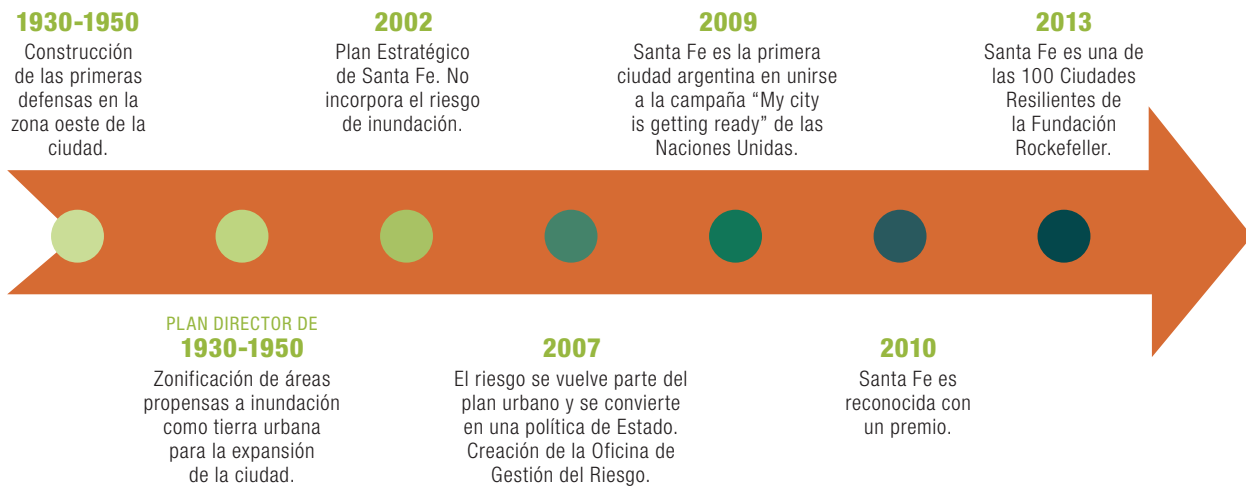 1930-1950
Construcción
de las primeras
defensas en la
zona oeste de la
ciudad.
2002
Plan Estratégico
de Santa Fe. No
incorpora el riesgo
de inundación.
2009
Santa Fe es la primera
ciudad argentina en unirse
a la campaña “My city
is getting ready” de las
Naciones Unidas.
2013
Santa Fe es una de
las 100 Ciudades
Resilientes de
la Fundación
Rockefeller.
PLAN DIRECTOR DE
1930-1950
Zonificación de áreas
propensas a inundación
como tierra urbana
para la expansión
de la ciudad.
2007
El riesgo se vuelve parte del
plan urbano y se convierte
en una política de Estado.
Creación de la Oficina de
Gestión del Riesgo.
2010
Santa Fe es
reconocida con
un premio.